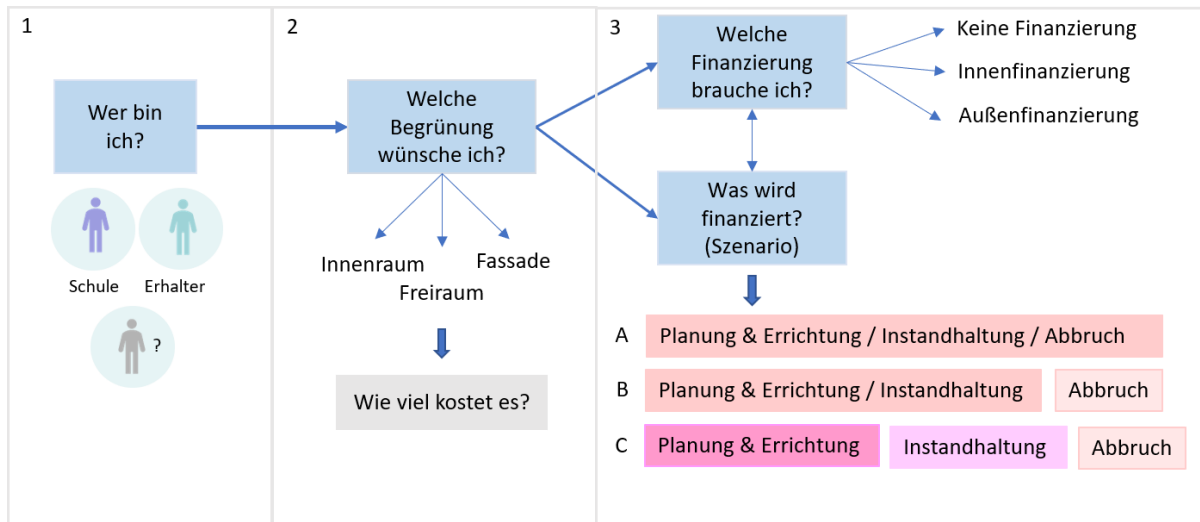 1
Wer bin
ich?
Schule
Erhalter
?
2
Welche
Begrünung
wünsche ich?
Innenraum
Freiraum
Fassade
Wie viel kostet es?
3
Welche
Finanzierung
brauche ich?
Keine Finanzierung
Innenfinanzierung
Außenfinanzierung
Was wird
finanziert?
(Szenario)
A Planung & Errichtung / Instandhaltung / Abbruch
B Planung & Errichtung / Instandhaltung Abbruch
C Planung & Errichtung Instandhaltung Abbruch